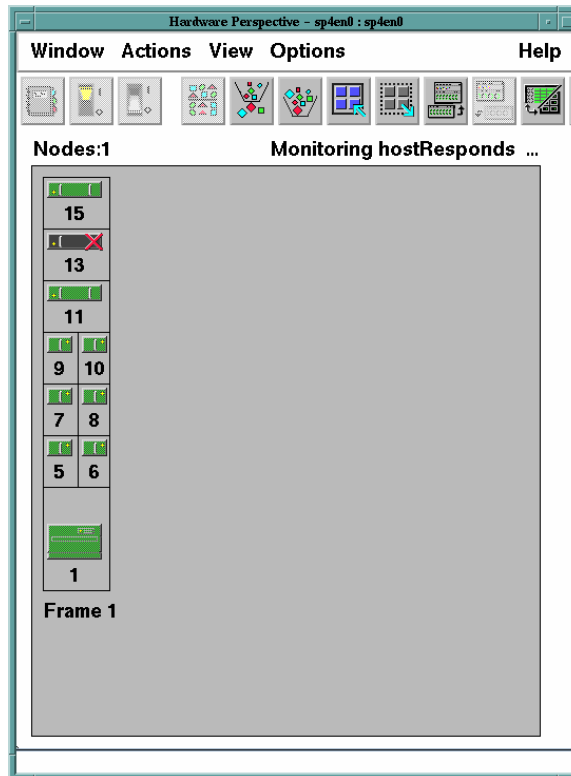 Hardware Perspective - sp4en0 : sp4en0
Window Actions View Options Help
Nodes:1 Monitoring hostResponds ...
15
13
11
9 10
7 8
5 6
1
Frame 1